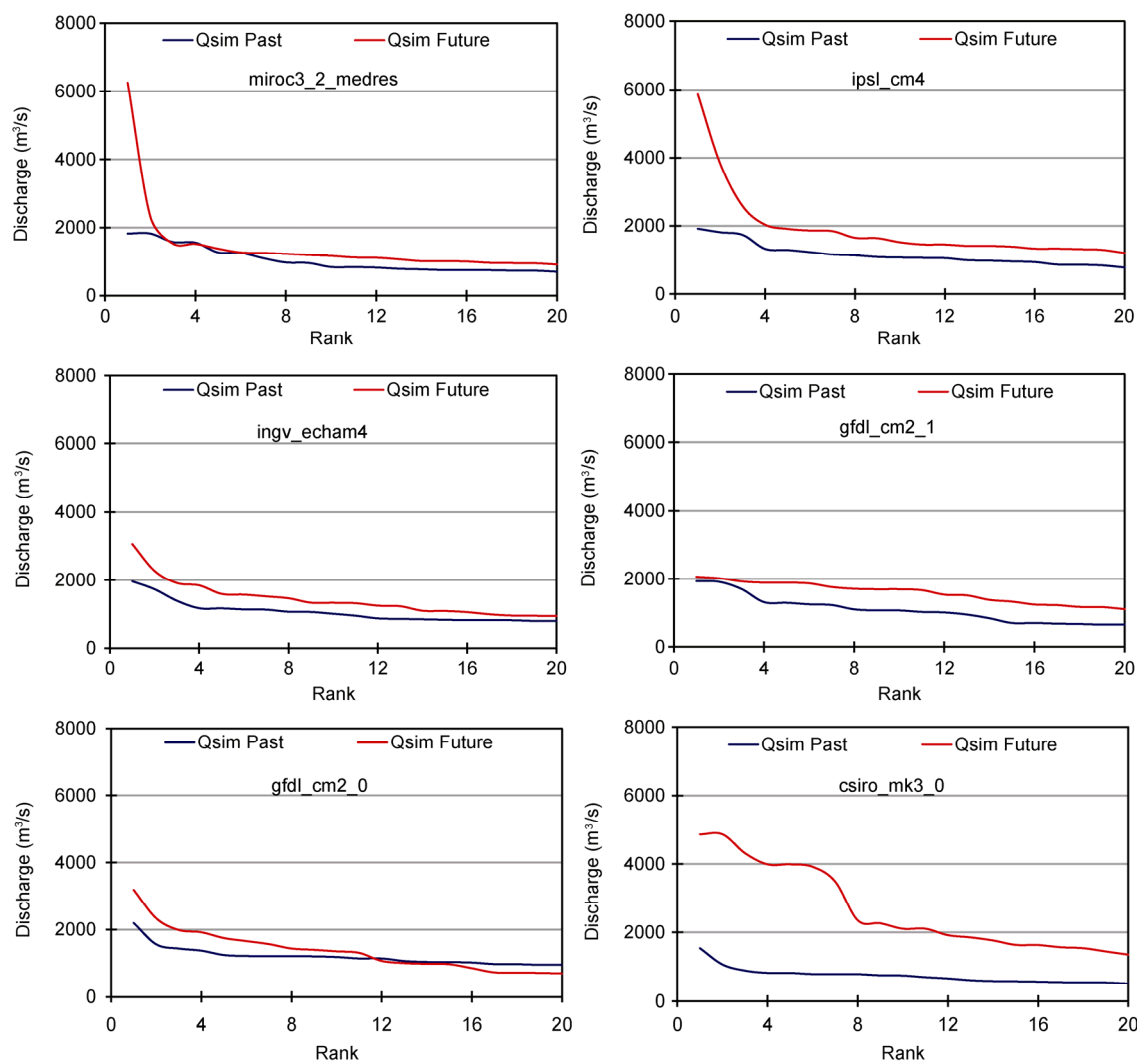 8000
Qsim Past Qsim Future
miroc3_2_medres
6000
4000
2000
0
Discharge (m³/s)
0 4 8 12 16 20
Rank
8000
Qsim Past Qsim Future
ipsl_cm4
6000
4000
2000
0
Discharge (m³/s)
0 4 8 12 16 20
Rank
8000
Qsim Past Qsim Future
ingv_echam4
6000
4000
2000
0
Discharge (m³/s)
0 4 8 12 16 20
Rank
8000
Qsim Past Qsim Future
gfdl_cm2_1
6000
4000
2000
0
Discharge (m³/s)
0 4 8 12 16 20
Rank
8000
Qsim Past Qsim Future
gfdl_cm2_0
6000
4000
2000
0
Discharge (m³/s)
0 4 8 12 16 20
Rank
8000
Qsim Past Qsim Future
csiro_mk3_0
6000
4000
2000
0
Discharge (m³/s)
0 4 8 12 16 20
Rank